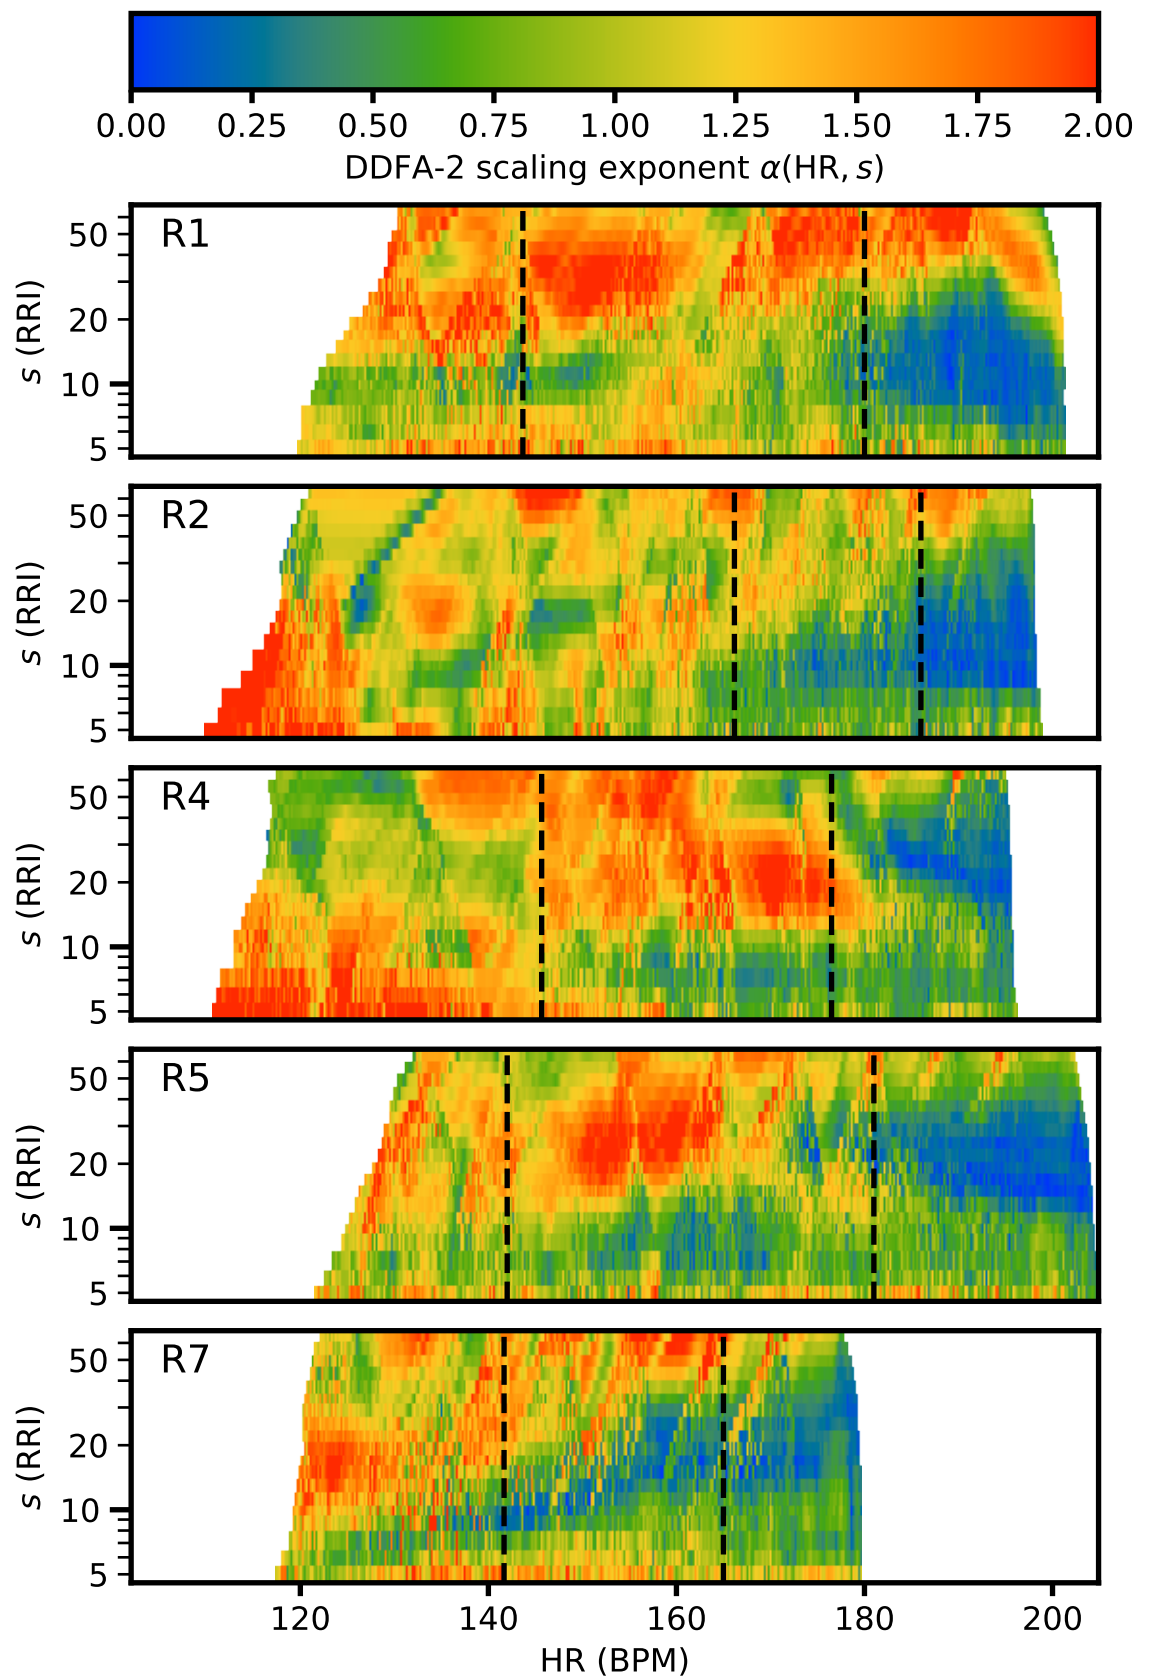 0.00 0.25 0.50 0.75 1.00 1.25 1.50 1.75 2.00
DDFA-2 scaling exponent α(HR, s)
R1
50
20
10
5
s (RRI)
R2
50
20
10
5
s (RRI)
R4
50
20
10
5
s (RRI)
R5
50
20
10
5
s (RRI)
R7
50
20
10
5
s (RRI)
120 140 160 180 200
HR (BPM)